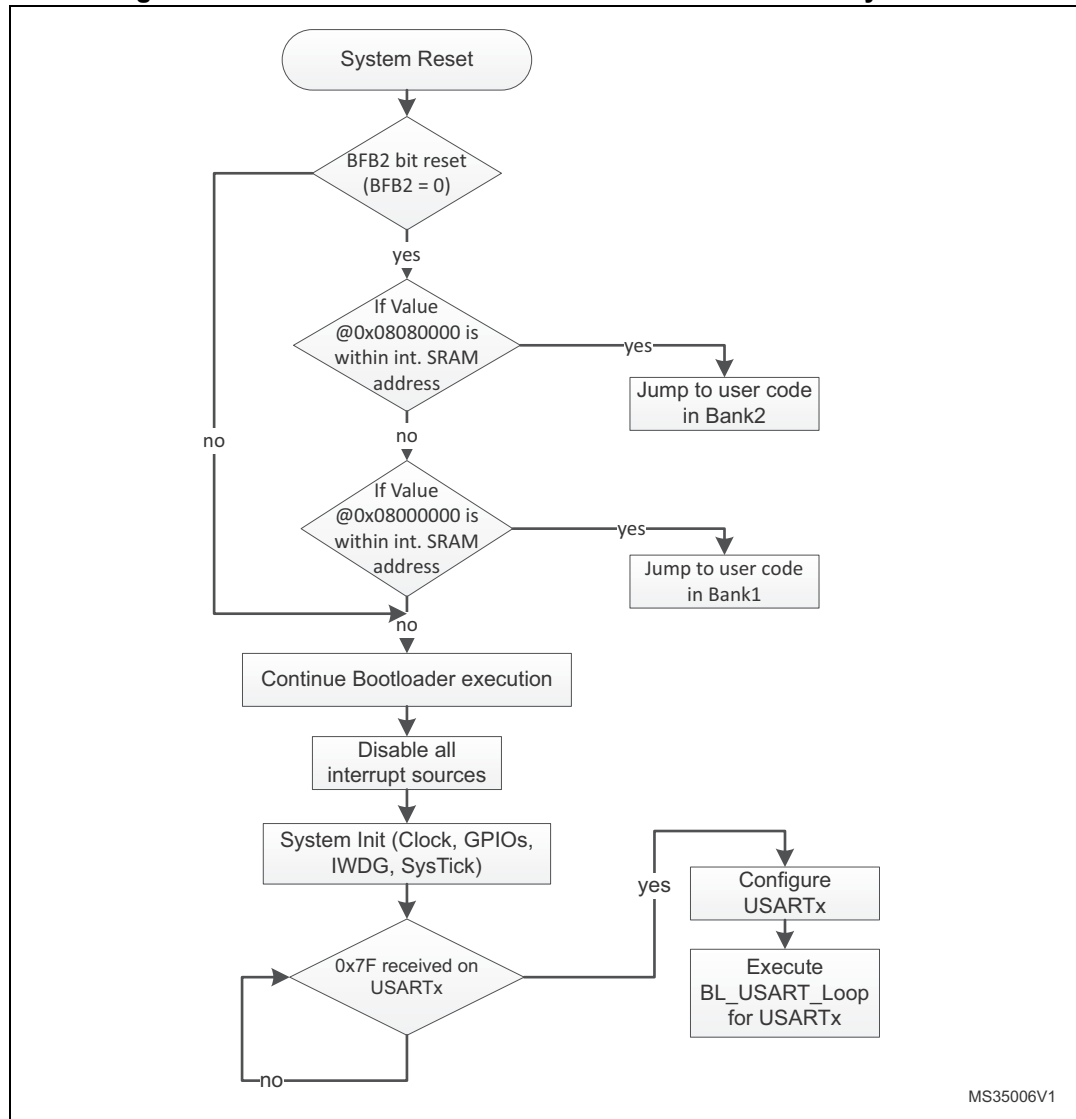 System Reset
BFB2 bit reset
(BFB2 = 0)
yes
If Value
@0x08080000 is
within int. SRAM
address
yes
Jump to user code
in Bank2
no
no
If Value
@0x08000000 is
within int. SRAM
address
yes
Jump to user code
in Bank1
no
Continue Bootloader execution
Disable all
interrupt sources
System Init (Clock, GPIOs,
IWDG, SysTick)
yes
Configure
USARTx
0x7F received on
USARTx
Execute
BL_USART_Loop
for USARTx
no
MS35006V1